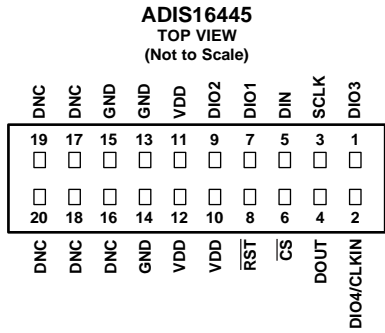 ADIS16445
TOP VIEW
(Not to Scale)
DNC DNC GND GND VDD DIO2 DIO1 DIN SCLK DIO3
19 17 15 13 11 9 7 5 3 1
20 18 16 14 12 10 8 6 4 2
DNC DNC DNC GND VDD VDD RST CS DOUT DIO4/CLKIN